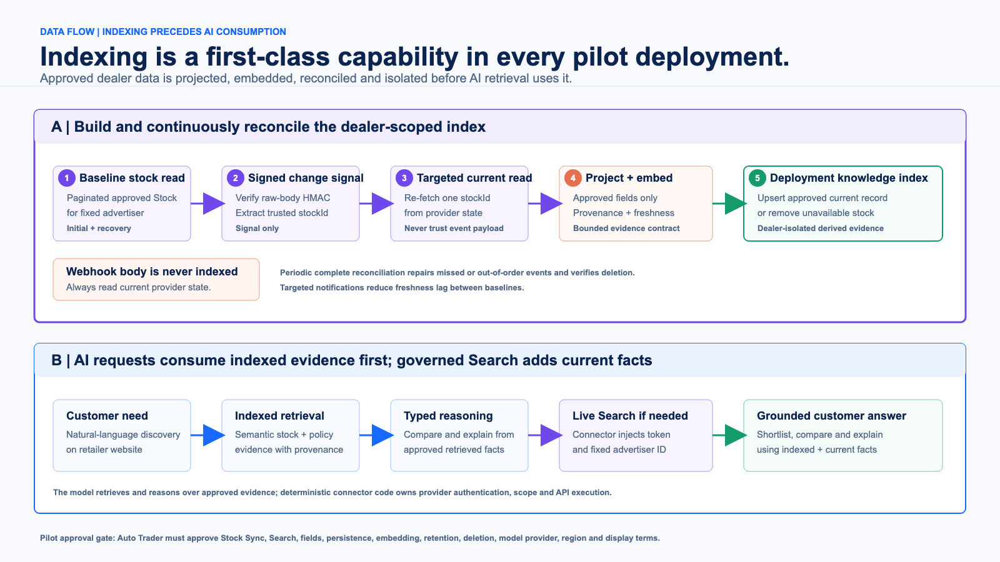 DATA FLOW | INDEXING PRECEDES AI CONSUMPTION
Indexing is a first-class capability in every pilot deployment.
Approved dealer data is projected, embedded, reconciled and isolated before AI retrieval uses it.
A | Build and continuously reconcile the dealer-scoped index
1 Baseline stock read
Paginated approved Stock
for fixed advertiser
Initial + recovery
2 Signed change signal
Verify raw-body HMAC
Extract trusted stockId
Signal only
3 Targeted current read
Re-fetch one stockId
from provider state
Never trust event payload
4 Project + embed
Approved fields only
Provenance + freshness
Bounded evidence contract
5 Deployment knowledge index
Upsert approved current record
or remove unavailable stock
Dealer-isolated derived evidence
Webhook body is never indexed
Always read current provider state.
Periodic complete reconciliation repairs missed or out-of-order events and verifies deletion.
Targeted notifications reduce freshness lag between baselines.
B | AI requests consume indexed evidence first; governed Search adds current facts
Customer need
Natural-language discovery
on retailer website
Indexed retrieval
Semantic stock + policy
evidence with provenance
Typed reasoning
Compare and explain from
approved retrieved facts
Live Search if needed
Connector injects token
and fixed advertiser ID
Grounded customer answer
Shortlist, compare and explain
using indexed + current facts
The model retrieves and reasons over approved evidence; deterministic connector code owns provider authentication, scope and API execution.
Pilot approval gate: Auto Trader must approve Stock Sync, Search, fields, persistence, embedding, retention, deletion, model provider, region and display terms.